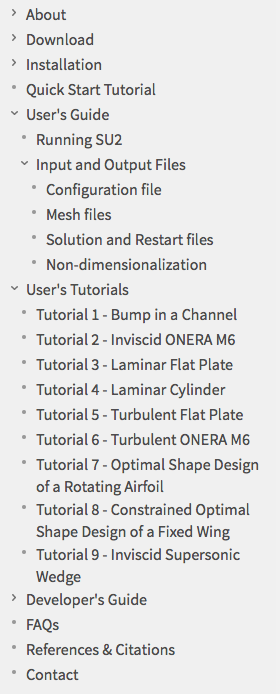 About
Download
Installation
Quick Start Tutorial
User's Guide
Running SU2
Input and Output Files
Configuration file
Mesh files
Solution and Restart files
Non-dimensionalization
User's Tutorials
Tutorial 1 - Bump in a Channel
Tutorial 2 - Inviscid ONERA M6
Tutorial 3 - Laminar Flat Plate
Tutorial 4 - Laminar Cylinder
Tutorial 5 - Turbulent Flat Plate
Tutorial 6 - Turbulent ONERA M6
Tutorial 7 - Optimal Shape Design
of a Rotating Airfoil
Tutorial 8 - Constrained Optimal
Shape Design of a Fixed Wing
Tutorial 9 - Inviscid Supersonic
Wedge
Developer's Guide
FAQs
References & Citations
Contact